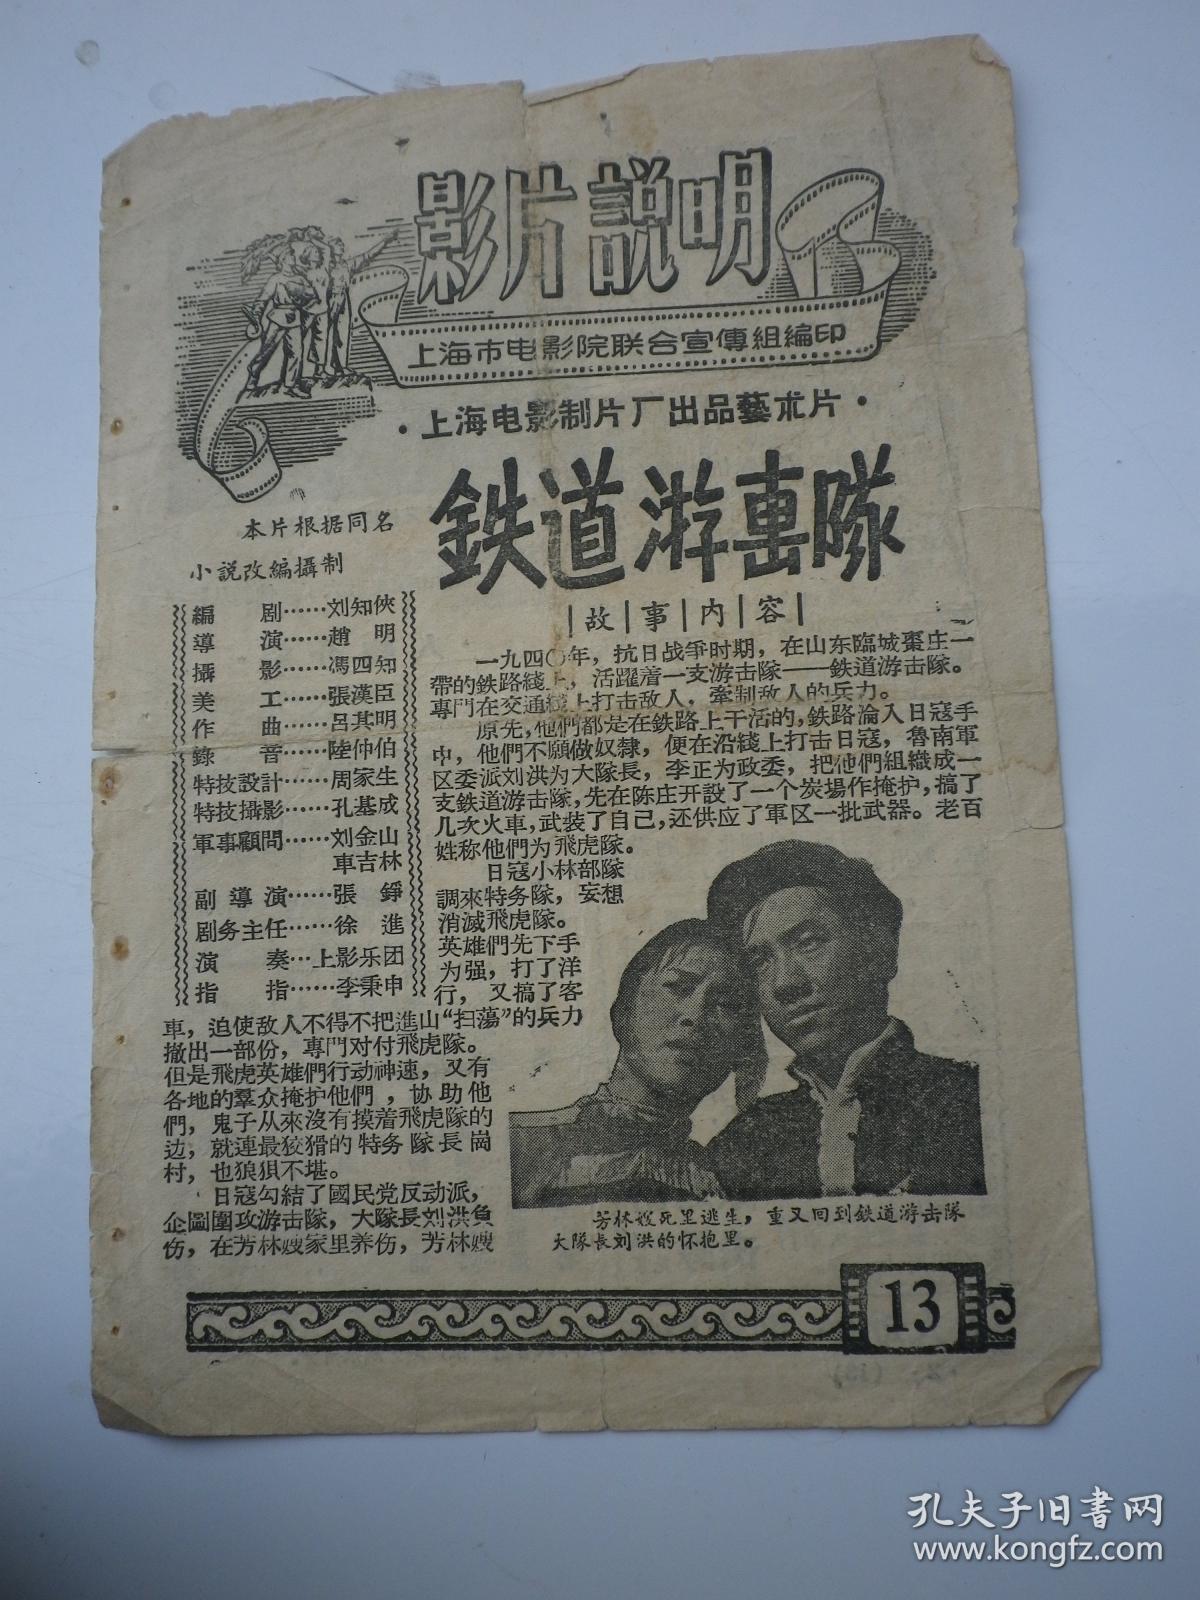 影片説明
上海市电影院联合宣傳組編印
·上海电影制片厂出品藝朮片·
鉄道游击隊
本片根据同名
小説改編攝制
編劇……刘知俠
導演……趙明
攝影……馮四知
美工……張漢臣
作曲……呂其明
錄音……陸仲伯
特技設計……周家生
特技攝影……孔基成
軍事顧問……刘金山
車吉林
副導演……張錚
剧务主任……徐進
演奏…上影乐团
指指……李秉申
故事内容
一九四〇年，抗日战爭时期，在山东臨城棗庄一
帶的鉄路綫上，活躍着一支游击隊——鉄道游击隊。
專門在交通綫上打击敌人，牽制敌人的兵力。
原先，他們都是在鉄路上干活的，鉄路淪入日寇手
中，他們不願做奴隸，便在沿綫上打击日寇，魯南軍
区委派刘洪为大隊長，李正为政委，把他們組織成一
支鉄道游击隊，先在陈庄开設了一个炭場作掩护，搞了
几次火車，武装了自己，还供应了軍区一批武器。老百
姓称他們为飛虎隊。
日寇小林部隊
調來特务隊，妄想
消滅飛虎隊。
英雄們先下手
为强，打了洋
行，又搞了客
車，迫使敌人不得不把進山“扫蕩”的兵力
撤出一部份，專門对付飛虎隊。
但是飛虎英雄們行动神速，又有
各地的羣众掩护他們，协助他
們，鬼子从來沒有摸着飛虎隊的
边，就連最狡猾的特务隊長崗
村，也狼狽不堪。
日寇勾結了國民党反动派，
企圖圍攻游击隊，大隊長刘洪負
伤，在芳林嫂家里养伤，芳林嫂
芳林嫂死里逃生，重又回到鉄道游击隊
大隊長刘洪的怀抱里。
13
孔夫子旧書网
www.kongfz.com